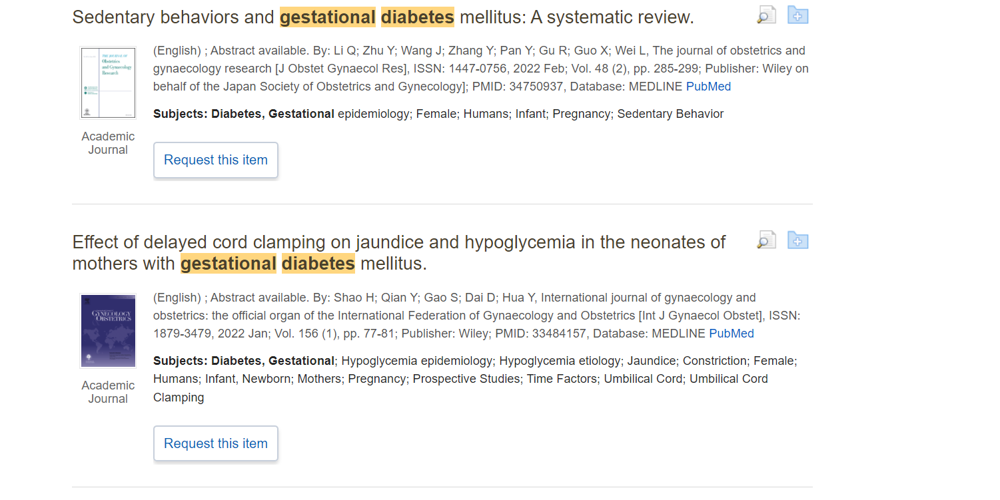 Sedentary behaviors and gestational diabetes mellitus: A systematic review.
(English) ; Abstract available. By: Li Q; Zhu Y; Wang J; Zhang Y; Pan Y; Gu R; Guo X; Wei L, The journal of obstetrics and
gynaecology research [J Obstet Gynaecol Res], ISSN: 1447-0756, 2022 Feb; Vol. 48 (2), pp. 285-299; Publisher: Wiley on
behalf of the Japan Society of Obstetrics and Gynecology]; PMID: 34750937, Database: MEDLINE PubMed
THE JOURNAL OF
Obstetrics
and Gynaecology
Research
Subjects: Diabetes, Gestational epidemiology; Female; Humans; Infant; Pregnancy; Sedentary Behavior
Academic
Journal
Request this item
Effect of delayed cord clamping on jaundice and hypoglycemia in the neonates of
mothers with gestational diabetes mellitus.
(English) ; Abstract available. By: Shao H; Qian Y; Gao S; Dai D; Hua Y, International journal of gynaecology and
obstetrics: the official organ of the International Federation of Gynaecology and Obstetrics [Int J Gynaecol Obstet], ISSN:
1879-3479, 2022 Jan; Vol. 156 (1), pp. 77-81; Publisher: Wiley; PMID: 33484157, Database: MEDLINE PubMed
GYNECOLOGY
OBSTETRICS
Subjects: Diabetes, Gestational; Hypoglycemia epidemiology; Hypoglycemia etiology; Jaundice; Constriction; Female;
Humans; Infant, Newborn; Mothers; Pregnancy; Prospective Studies; Time Factors; Umbilical Cord; Umbilical Cord
Clamping
Academic
Journal
Request this item